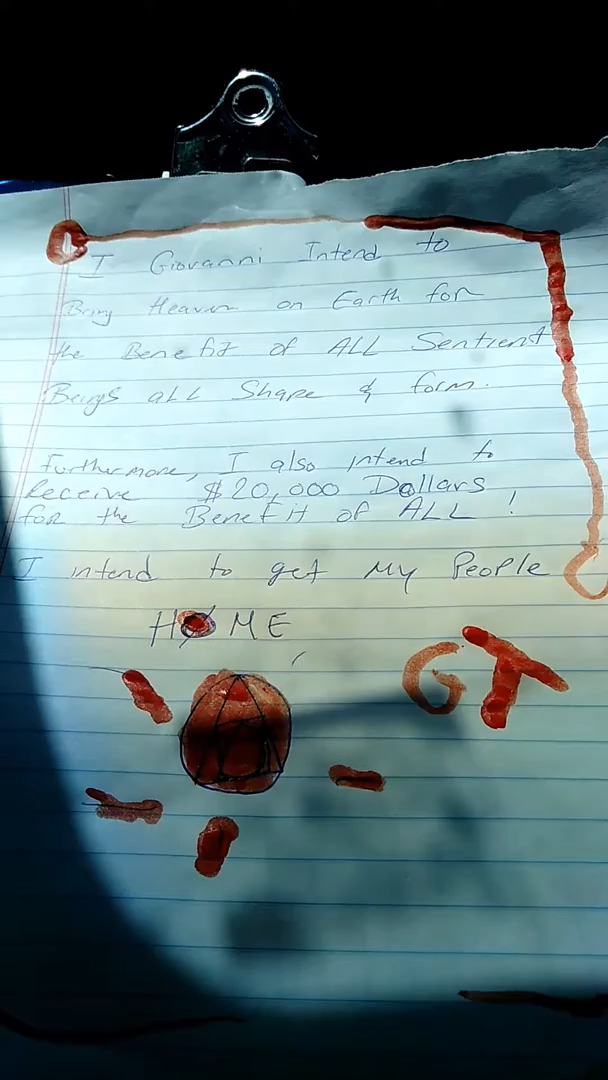 I Giovanni Intend to
Bring Heaven on Earth for
the Benefit of ALL Sentient
Beings all Shape & form.
Furthermore, I also intend to
Receive $20,000 Dollars
for the Benefit of ALL !
I intend to get My People
HOME
GT